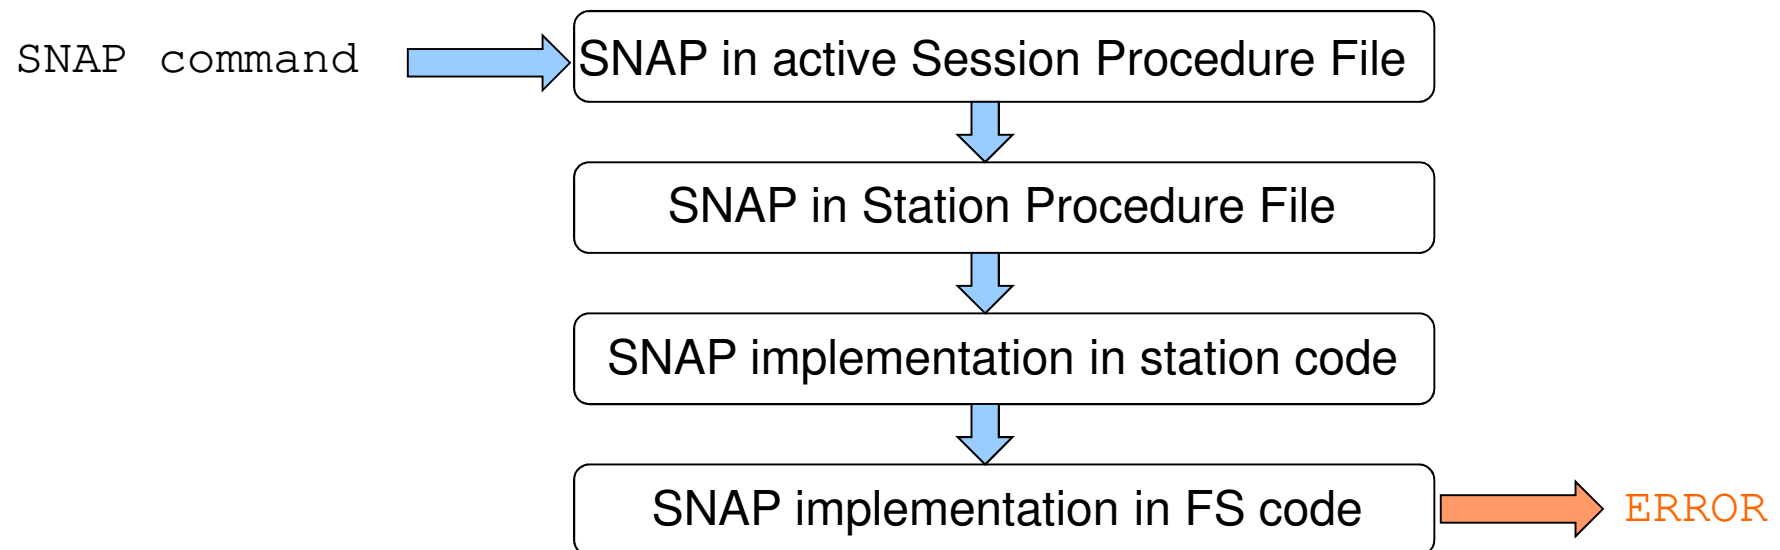 SNAP command
SNAP in active Session Procedure File
SNAP in Station Procedure File
SNAP implementation in station code
SNAP implementation in FS code
ERROR